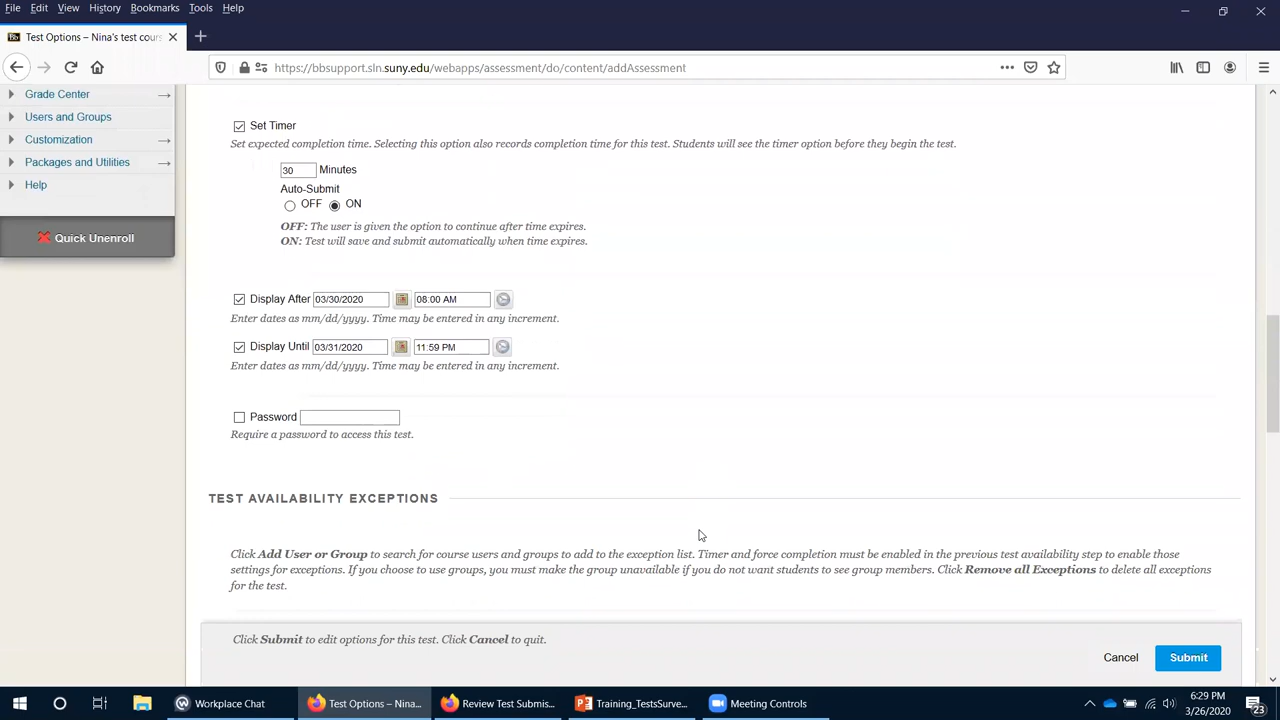 File Edit View History Bookmarks Tools Help
Bb Test Options – Nina's test cours
https://bbsupport.sln.suny.edu/webapps/assessment/do/content/addAssessment
Grade Center
Users and Groups
Customization
Packages and Utilities
Help
Quick Unenroll
Set Timer
Set expected completion time. Selecting this option also records completion time for this test. Students will see the timer option before they begin the test.
30 Minutes
Auto-Submit
OFF ON
OFF: The user is given the option to continue after time expires.
ON: Test will save and submit automatically when time expires.
Display After 03/30/2020 08:00 AM
Enter dates as mm/dd/yyyy. Time may be entered in any increment.
Display Until 03/31/2020 11:59 PM
Enter dates as mm/dd/yyyy. Time may be entered in any increment.
Password
Require a password to access this test.
TEST AVAILABILITY EXCEPTIONS
Click Add User or Group to search for course users and groups to add to the exception list. Timer and force completion must be enabled in the previous test availability step to enable those
settings for exceptions. If you choose to use groups, you must make the group unavailable if you do not want students to see group members. Click Remove all Exceptions to delete all exceptions
for the test.
Click Submit to edit options for this test. Click Cancel to quit.
Cancel Submit
Workplace Chat
Test Options – Nina...
Review Test Submis...
Training_TestsSurve...
Meeting Controls
6:29 PM
3/26/2020
23